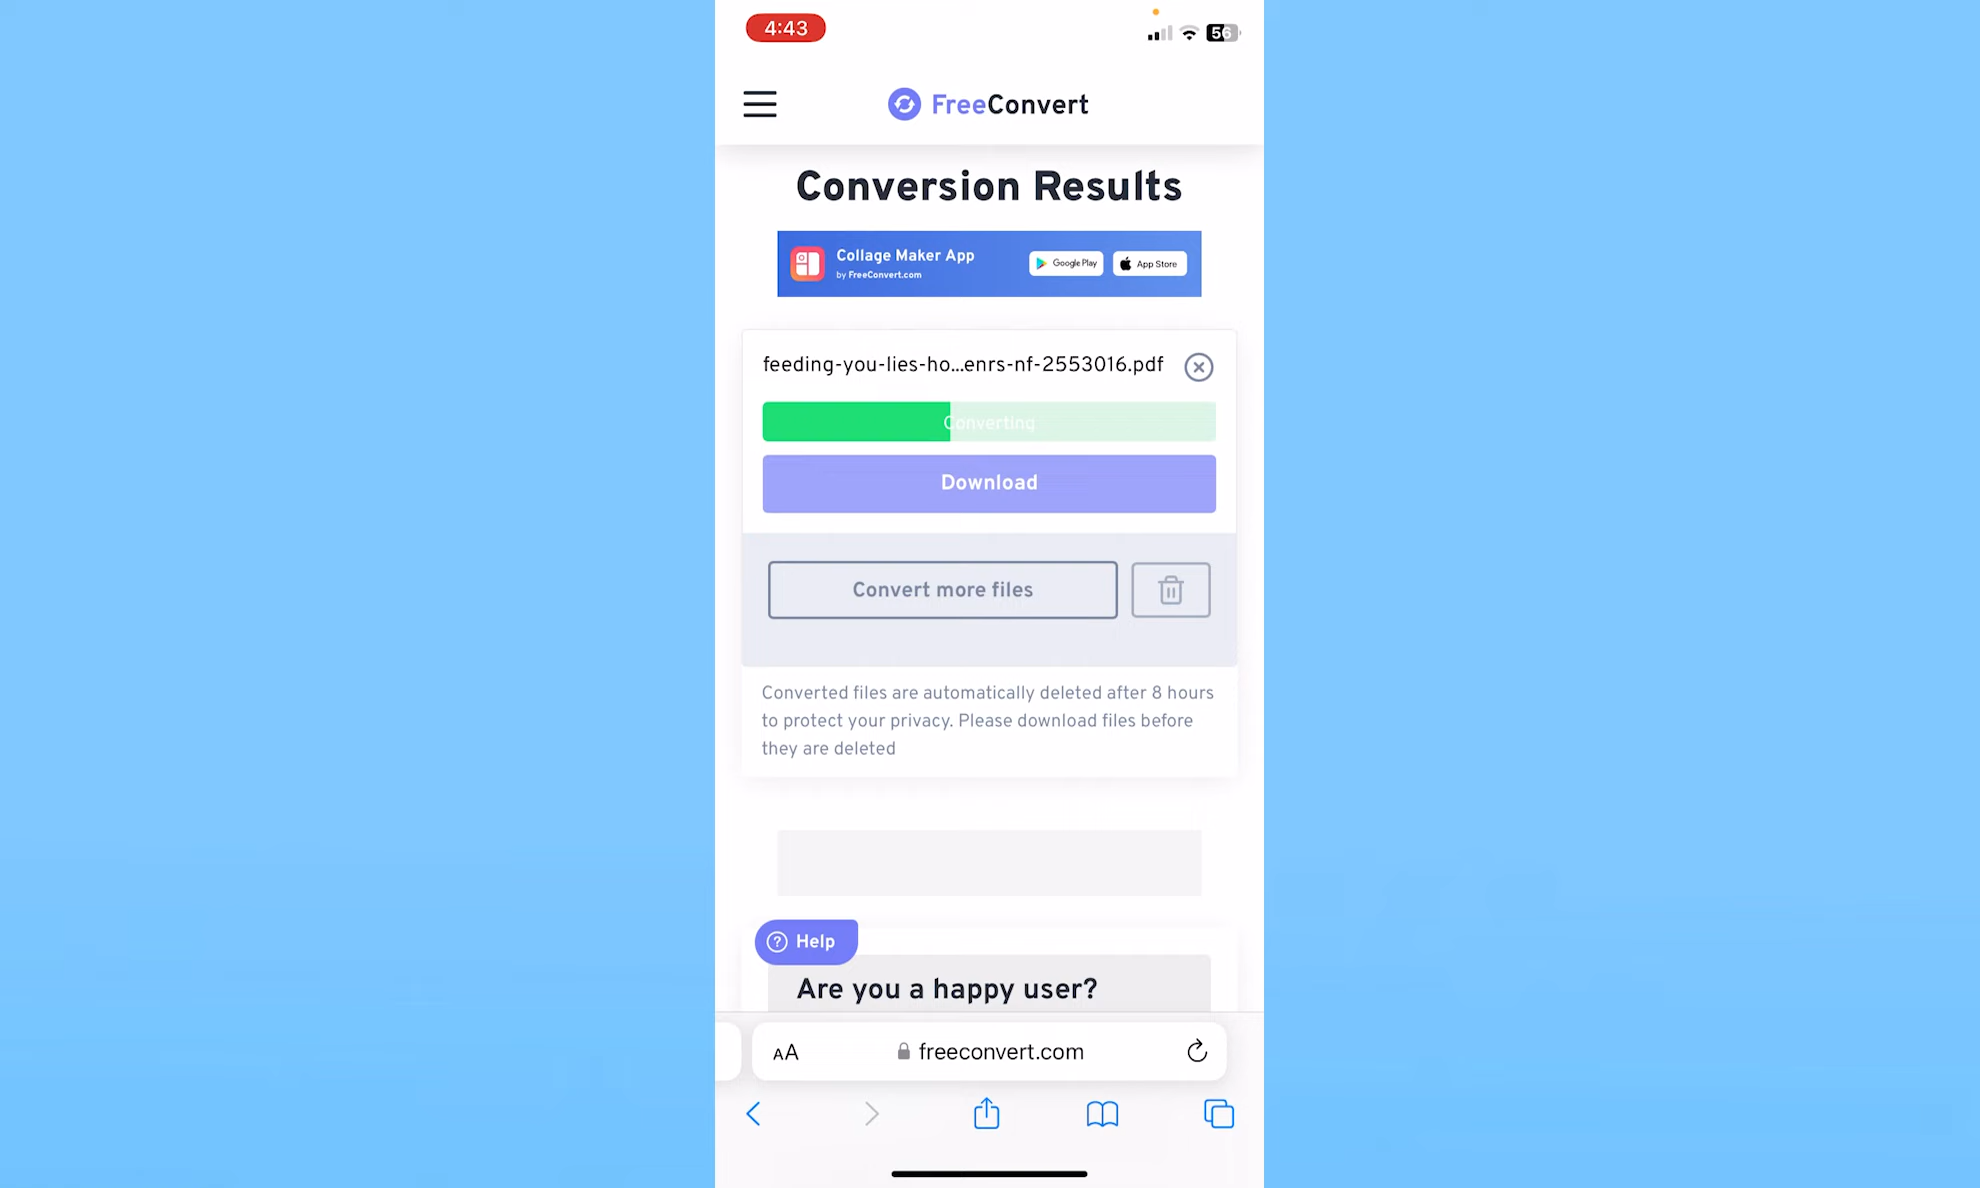 4:43
56
FreeConvert
Conversion Results
Collage Maker App
by FreeConvert.com
Google Play
App Store
feeding-you-lies-ho...enrs-nf-2553016.pdf
Converting
Download
Convert more files
Converted files are automatically deleted after 8 hours
to protect your privacy. Please download files before
they are deleted
Help
Are you a happy user?
AA
freeconvert.com